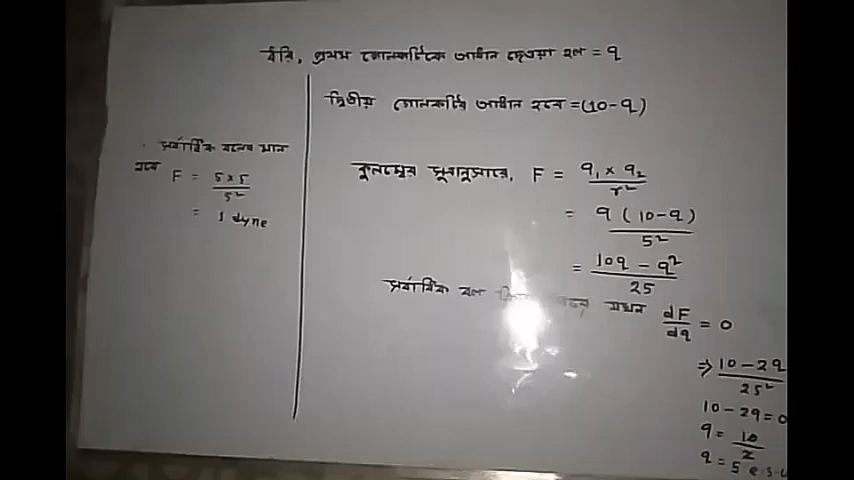 ধরি, প্রথম গোলকটিকে আধান দেওয়া হল = q
দ্বিতীয় গোলকটির আধান হবে = (10 - q)
কুলম্বের সূত্রানুসারে, F = q₁ × q₂ / r²
= q (10 - q) / 5²
= 10q - q² / 25
সর্বাধিক বল যখন dF/dq = 0
⇒ 10 - 2q / 25²
10 - 2q = 0
q = 10/2
q = 5 e.s.u
সর্বাধিক বলের মান
হবে F = 5 × 5 / 5²
= 1 dyne